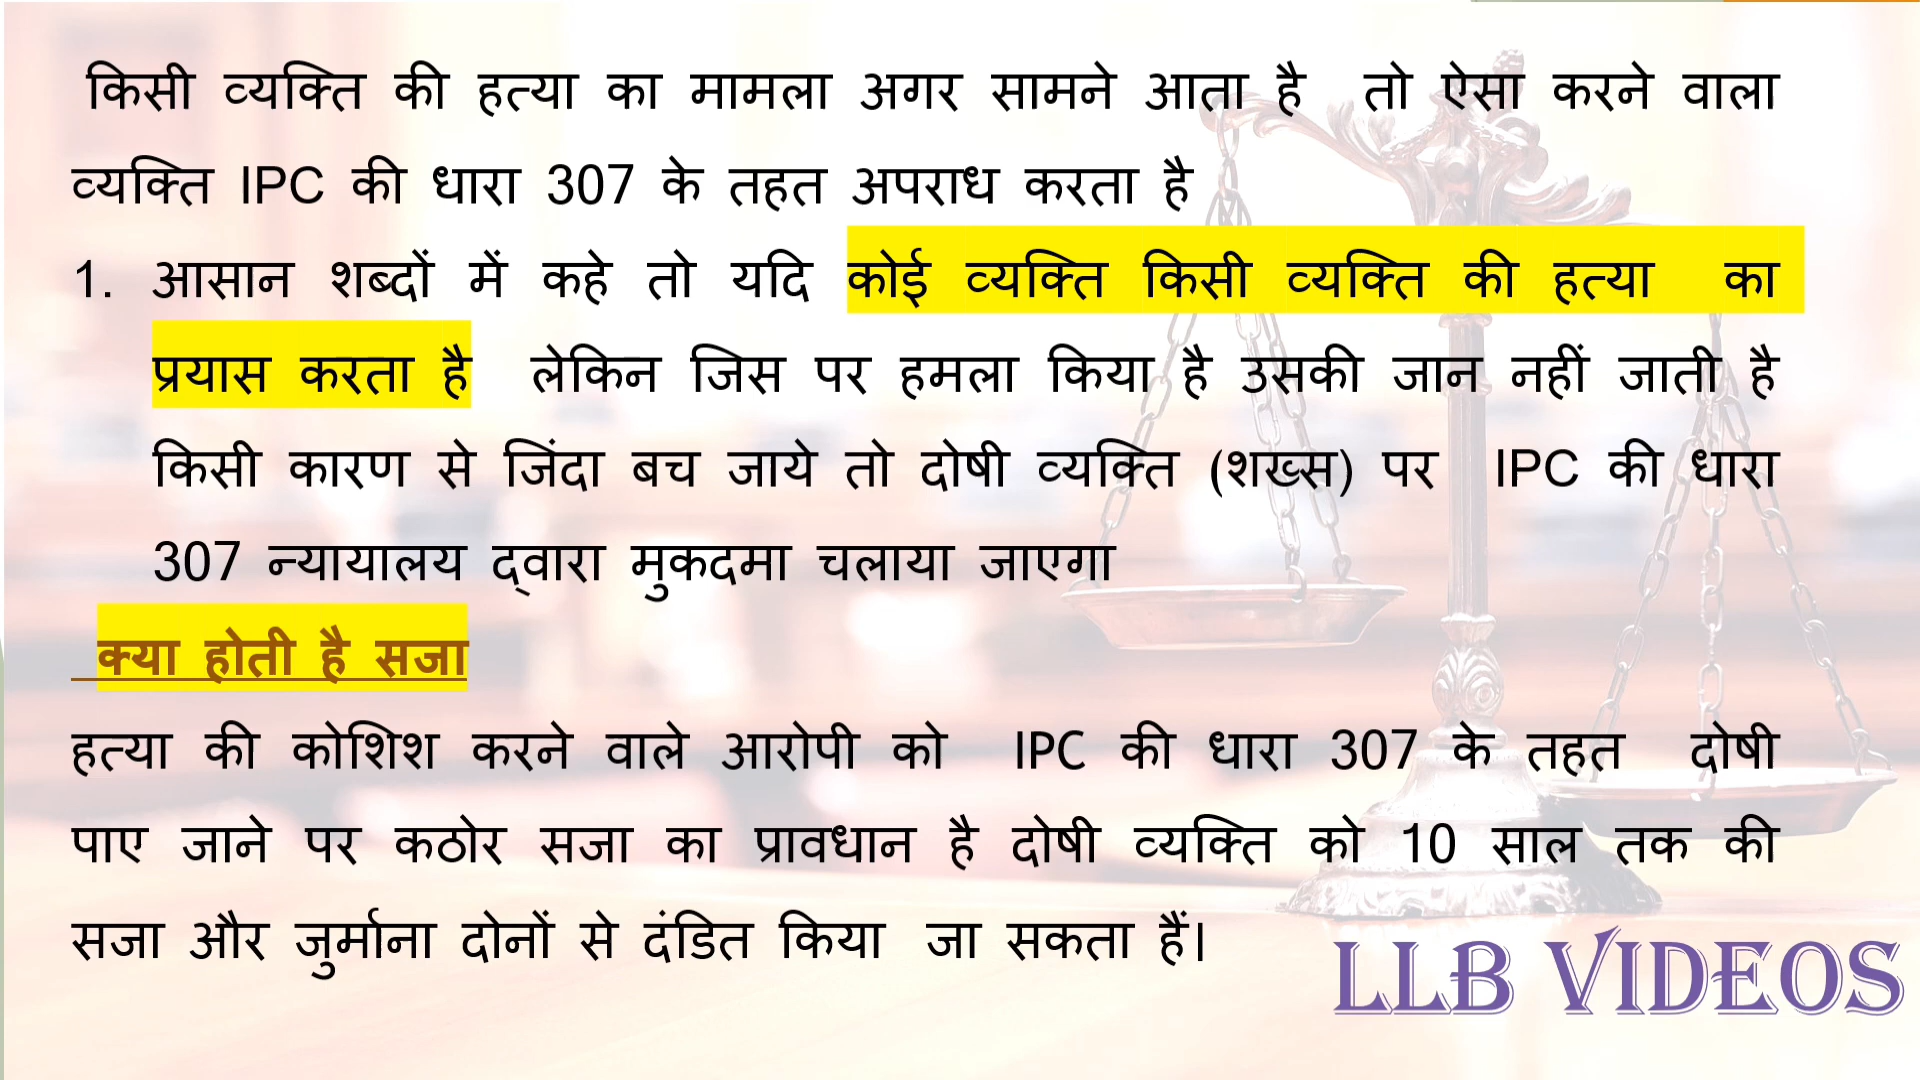 किसी व्यक्ति की हत्या का मामला अगर सामने आता है तो ऐसा करने वाला
व्यक्ति IPC की धारा 307 के तहत अपराध करता है
1. आसान शब्दों में कहे तो यदि कोई व्यक्ति किसी व्यक्ति की हत्या का
प्रयास करता है लेकिन जिस पर हमला किया है उसकी जान नहीं जाती है
किसी कारण से जिंदा बच जाये तो दोषी व्यक्ति (शख्स) पर IPC की धारा
307 न्यायालय द्वारा मुकदमा चलाया जाएगा
क्या होती है सजा
हत्या की कोशिश करने वाले आरोपी को IPC की धारा 307 के तहत दोषी
पाए जाने पर कठोर सजा का प्रावधान है दोषी व्यक्ति को 10 साल तक की
सजा और जुर्माना दोनों से दंडित किया जा सकता हैं।
LLB VIDEOS